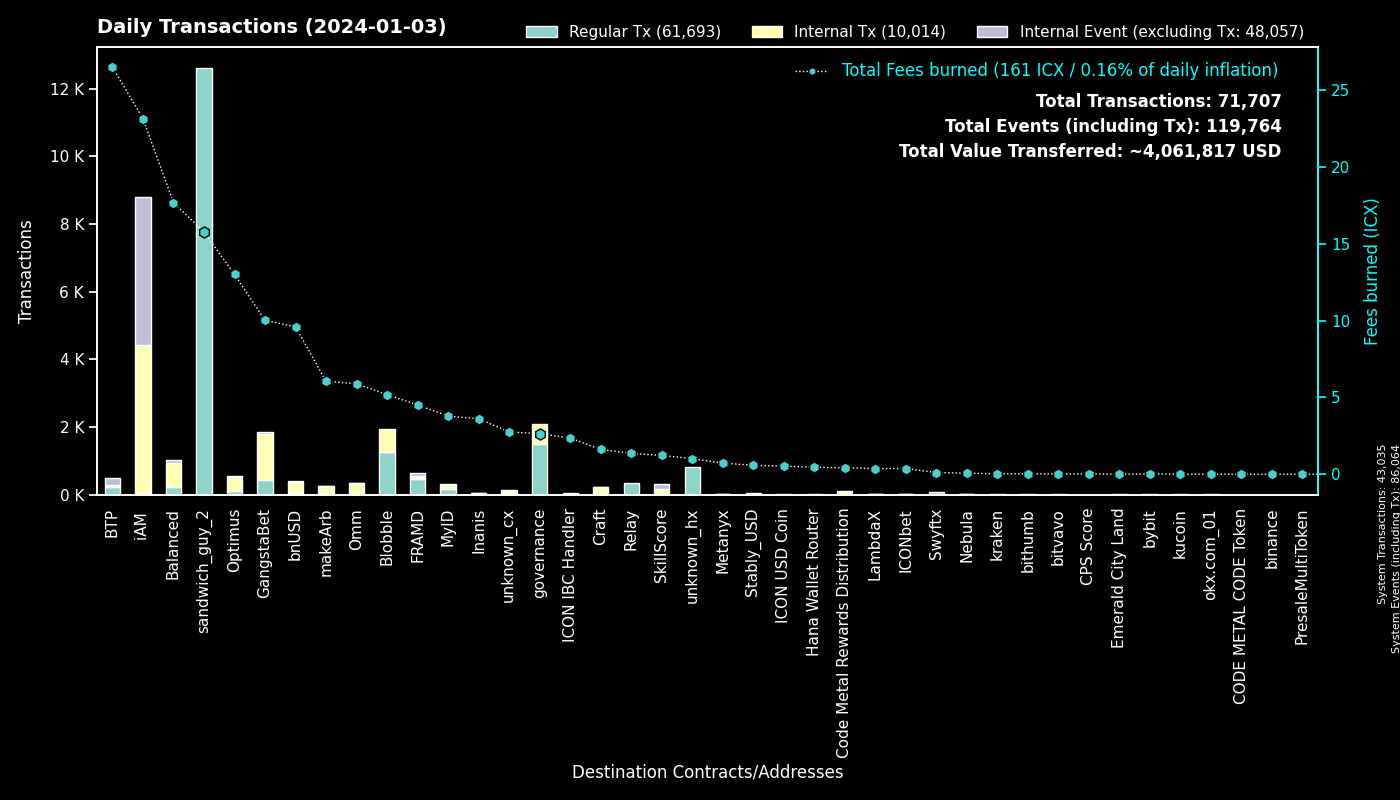 Daily Transactions (2024-01-03)
Regular Tx (61,693)
Internal Tx (10,014)
Internal Event (excluding Tx: 48,057)
Total Fees burned (161 ICX / 0.16% of daily inflation)
Total Transactions: 71,707
Total Events (including Tx): 119,764
Total Value Transferred: ~4,061,817 USD
Transactions
12 K
10 K
8 K
6 K
4 K
2 K
0 K
25
20
15
10
5
0
Fees burned (ICX)
BTP
iAM
Balanced
sandwich_guy_2
Optimus
GangstaBet
bnUSD
makeArb
Omm
Blobble
FRAMD
MyID
Inanis
unknown_cx
governance
ICON IBC Handler
Craft
Relay
SkillScore
unknown_hx
Metanyx
Stably_USD
ICON USD Coin
Hana Wallet Router
Code Metal Rewards Distribution
LambdaX
ICONbet
Swyftx
Nebula
kraken
bithumb
bitvavo
CPS Score
Emerald City Land
bybit
kucoin
okx.com_01
CODE METAL CODE Token
binance
PresaleMultiToken
Destination Contracts/Addresses
System Transactions: 43,035
System Events (including Tx): 86,064